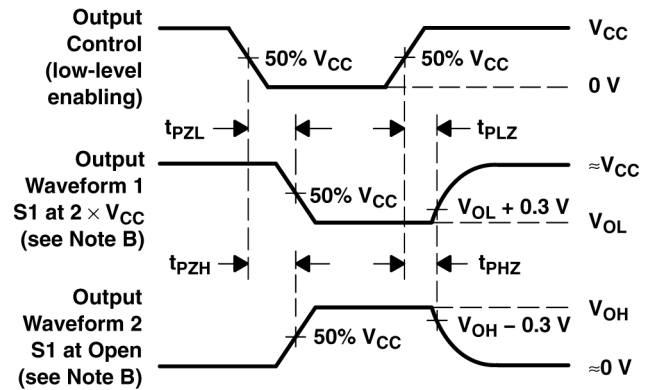 Output
Control
(low-level
enabling)
50% VCC
50% VCC
VCC
0 V
tPZL
tPLZ
Output
Waveform 1
S1 at 2 × VCC
(see Note B)
50% VCC
VOL + 0.3 V
≈VCC
VOL
tPZH
tPHZ
Output
Waveform 2
S1 at Open
(see Note B)
50% VCC
VOH − 0.3 V
VOH
≈0 V